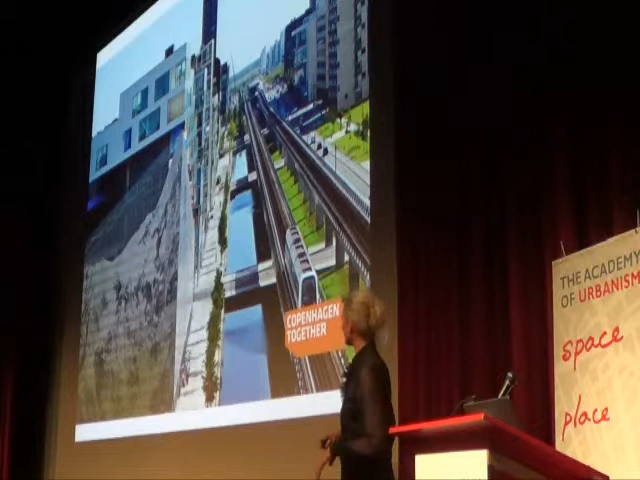 COPENHAGEN
TOGETHER
THE ACADEMY
OF URBANISM
space
place